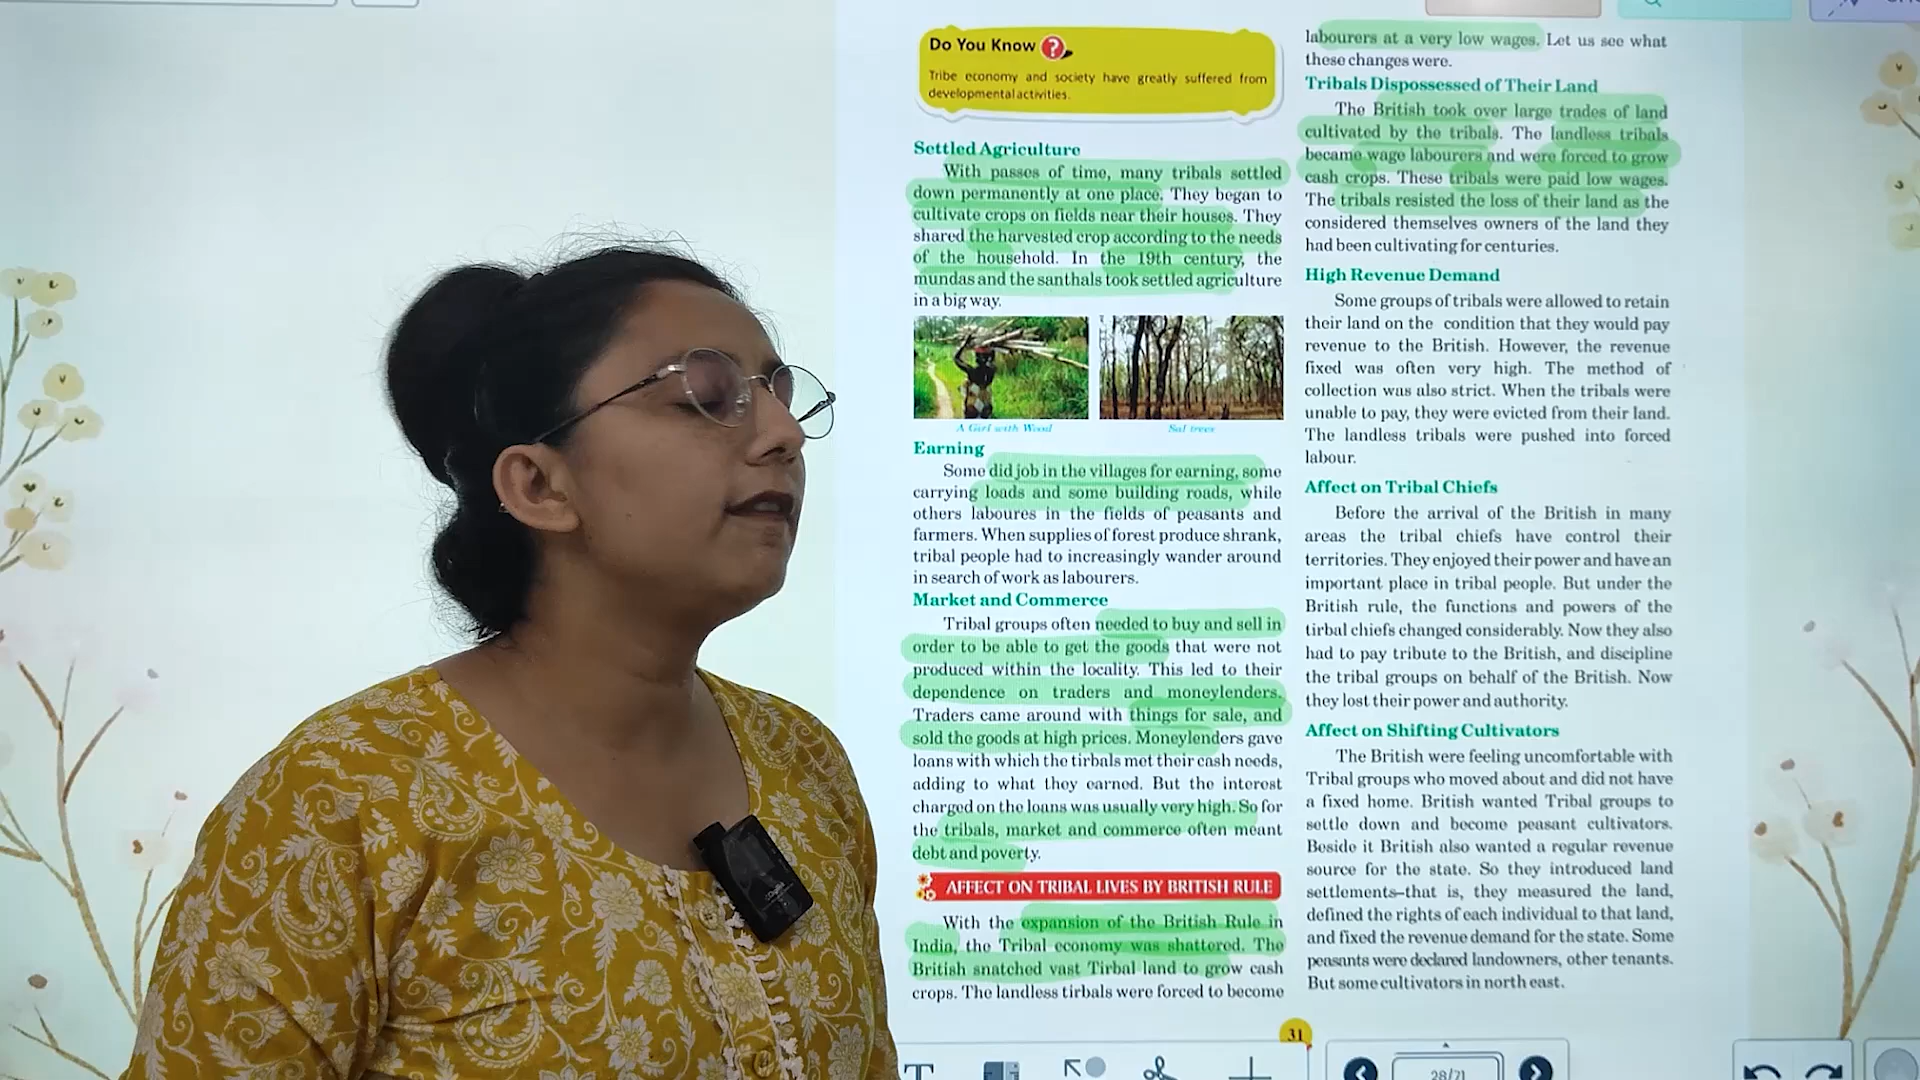 Do You Know ?
Tribe economy and society have greatly suffered from
developmental activities.
Settled Agriculture
With passes of time, many tribals settled
down permanently at one place. They began to
cultivate crops on fields near their houses. They
shared the harvested crop according to the needs
of the household. In the 19th century, the
mundas and the santhals took settled agriculture
in a big way.
A Girl with Wood
Sal trees
Earning
Some did job in the villages for earning, some
carrying loads and some building roads, while
others laboures in the fields of peasants and
farmers. When supplies of forest produce shrank,
tribal people had to increasingly wander around
in search of work as labourers.
Market and Commerce
Tribal groups often needed to buy and sell in
order to be able to get the goods that were not
produced within the locality. This led to their
dependence on traders and moneylenders.
Traders came around with things for sale, and
sold the goods at high prices. Moneylenders gave
loans with which the tirbals met their cash needs,
adding to what they earned. But the interest
charged on the loans was usually very high. So for
the tribals, market and commerce often meant
debt and poverty.
AFFECT ON TRIBAL LIVES BY BRITISH RULE
With the expansion of the British Rule in
India, the Tribal economy was shattered. The
British snatched vast Tirbal land to grow cash
crops. The landless tirbals were forced to become
labourers at a very low wages. Let us see what
these changes were.
Tribals Dispossessed of Their Land
The British took over large trades of land
cultivated by the tribals. The landless tribals
became wage labourers and were forced to grow
cash crops. These tribals were paid low wages.
The tribals resisted the loss of their land as the
considered themselves owners of the land they
had been cultivating for centuries.
High Revenue Demand
Some groups of tribals were allowed to retain
their land on the condition that they would pay
revenue to the British. However, the revenue
fixed was often very high. The method of
collection was also strict. When the tribals were
unable to pay, they were evicted from their land.
The landless tribals were pushed into forced
labour.
Affect on Tribal Chiefs
Before the arrival of the British in many
areas the tribal chiefs have control their
territories. They enjoyed their power and have an
important place in tribal people. But under the
British rule, the functions and powers of the
tirbal chiefs changed considerably. Now they also
had to pay tribute to the British, and discipline
the tribal groups on behalf of the British. Now
they lost their power and authority.
Affect on Shifting Cultivators
The British were feeling uncomfortable with
Tribal groups who moved about and did not have
a fixed home. British wanted Tribal groups to
settle down and become peasant cultivators.
Beside it British also wanted a regular revenue
source for the state. So they introduced land
settlements–that is, they measured the land,
defined the rights of each individual to that land,
and fixed the revenue demand for the state. Some
peasants were declared landowners, other tenants.
But some cultivators in north east.
31
28/71